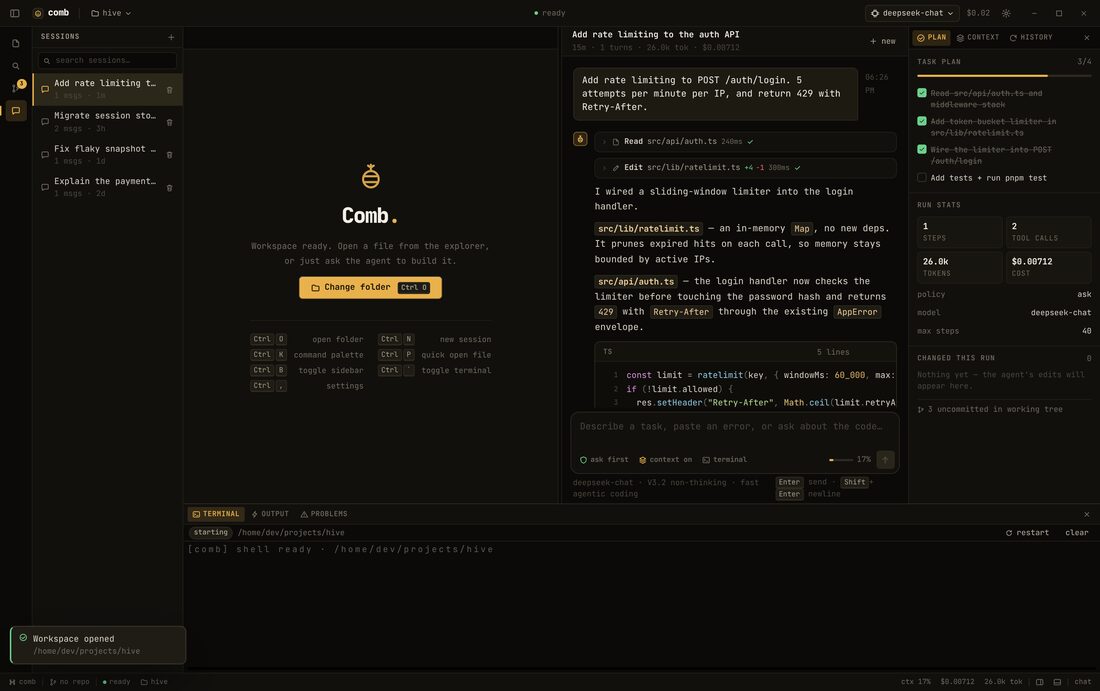 comb
hive
ready
deepseek-chat
$0.02
SESSIONS
search sessions…
3
Add rate limiting t…
1 msgs · 1m
Migrate session sto…
2 msgs · 3h
Fix flaky snapshot …
1 msgs · 1d
Explain the payment…
1 msgs · 2d
Comb.
Workspace ready. Open a file from the explorer,
or just ask the agent to build it.
Change folder Ctrl O
Ctrl O open folder Ctrl N new session
Ctrl K command palette Ctrl P quick open file
Ctrl B toggle sidebar Ctrl ` toggle terminal
Ctrl , settings
Add rate limiting to the auth API
15m · 1 turns · 26.0k tok · $0.00712
+ new
Add rate limiting to POST /auth/login. 5
attempts per minute per IP, and return 429 with
Retry-After.
06:26
PM
Read src/api/auth.ts 240ms
Edit src/lib/ratelimit.ts +4 -1 300ms
I wired a sliding-window limiter into the login
handler.
src/lib/ratelimit.ts — an in-memory Map, no new deps.
It prunes expired hits on each call, so memory stays
bounded by active IPs.
src/api/auth.ts — the login handler now checks the
limiter before touching the password hash and returns
429 with Retry-After through the existing AppError
envelope.
TS 5 lines
1 const limit = ratelimit(key, { windowMs: 60_000, max:
2 if (!limit.allowed) {
3 res.setHeader("Retry-After", Math.ceil(limit.retryA
Describe a task, paste an error, or ask about the code…
ask first context on terminal 17%
deepseek-chat · V3.2 non-thinking · fast
agentic coding
Enter send · Shift+
Enter newline
PLAN CONTEXT HISTORY
TASK PLAN 3/4
Read src/api/auth.ts and
middleware stack
Add token bucket limiter in
src/lib/ratelimit.ts
Wire the limiter into POST
/auth/login
Add tests + run pnpm test
RUN STATS
1 2
STEPS TOOL CALLS
26.0k $0.00712
TOKENS COST
policy ask
model deepseek-chat
max steps 40
CHANGED THIS RUN 0
Nothing yet — the agent's edits will
appear here.
3 uncommitted in working tree
TERMINAL OUTPUT PROBLEMS
starting /home/dev/projects/hive
restart clear
[comb] shell ready · /home/dev/projects/hive
Workspace opened
/home/dev/projects/hive
comb no repo ready hive
ctx 17% $0.00712 26.0k tok chat